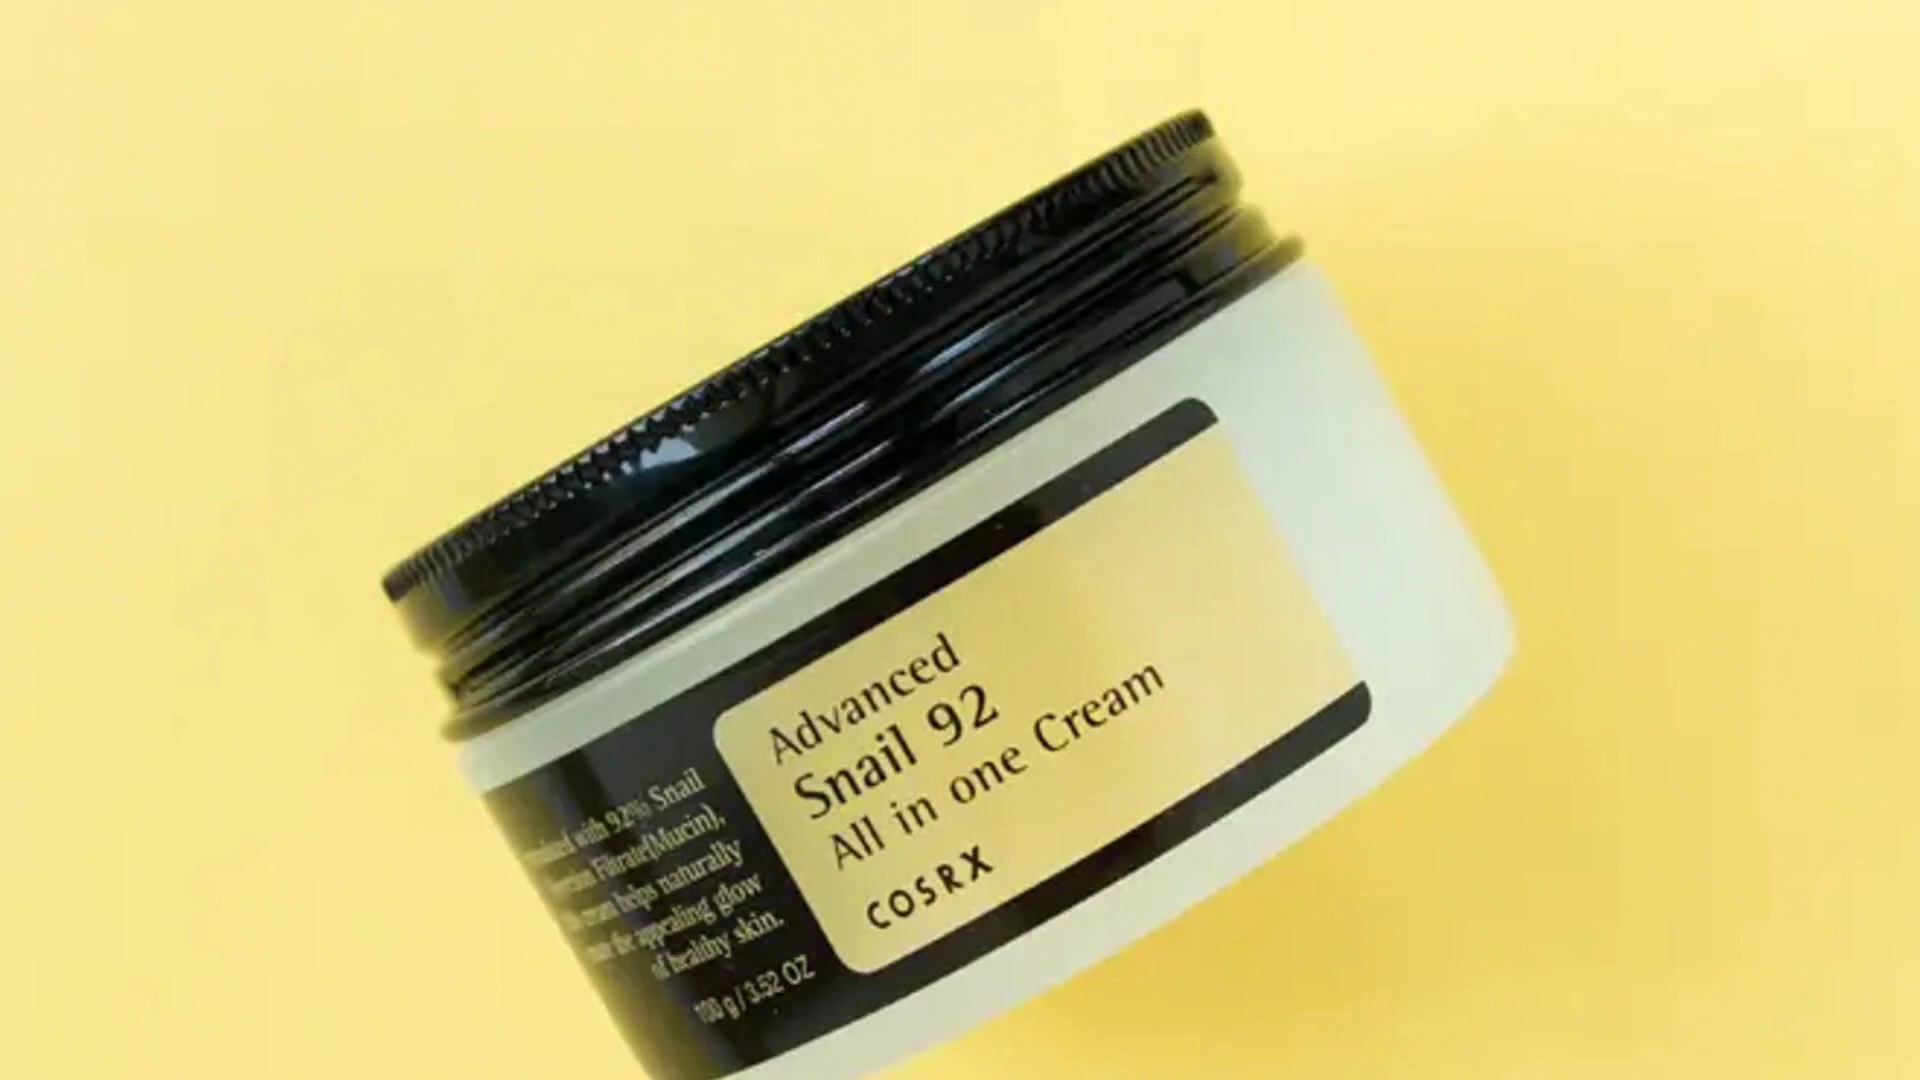 Advanced
Snail 92
All in one Cream
COSRX
with 92% Snail
Filtrate(Mucin),
cream helps naturally
the appealing glow
of healthy skin.
100 g / 3.52 OZ